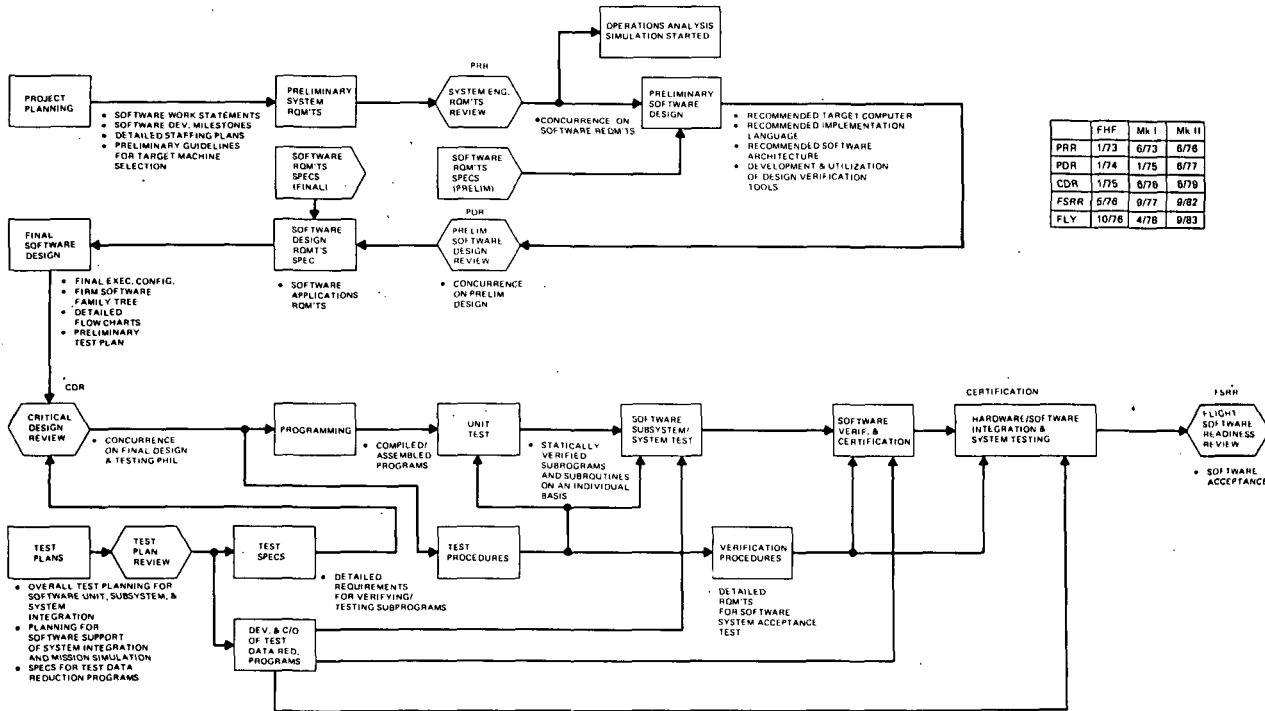 OPERATIONS ANALYSIS
SIMULATION STARTED
PROJECT
PLANNING
• SOFTWARE WORK STATEMENTS
• SOFTWARE DEV. MILESTONES
• DETAILED STAFFING PLANS
• PRELIMINARY GUIDELINES
FOR TARGET MACHINE
SELECTION
PRELIMINARY
SYSTEM
RQM'TS
PRR
SYSTEM ENG.
RQM'TS
REVIEW
• CONCURRENCE ON
SOFTWARE REQM'TS
PRELIMINARY
SOFTWARE
DESIGN
• RECOMMENDED TARGET COMPUTER
• RECOMMENDED IMPLEMENTATION
LANGUAGE
• RECOMMENDED SOFTWARE
ARCHITECTURE
• DEVELOPMENT & UTILIZATION
OF DESIGN VERIFICATION
TOOLS
FHF Mk I Mk II
PRR 1/73 6/73 6/76
PDR 1/74 1/75 6/77
CDR 1/75 6/76 6/79
FSRR 5/76 9/77 9/82
FLY 10/76 4/78 9/83
SOFTWARE
RQM'TS
SPECS
(FINAL)
SOFTWARE
RQM'TS
SPECS (PRELIM)
FINAL
SOFTWARE
DESIGN
• FINAL EXEC. CONFIG.
• FIRM SOFTWARE
FAMILY TREE
• DETAILED
FLOW CHARTS
• PRELIMINARY
TEST PLAN
SOFTWARE
DESIGN
RQMT'S
SPEC
• SOFTWARE
APPLICATIONS
RQM'TS
PDR
PRELIM
SOFTWARE
DESIGN
REVIEW
• CONCURRENCE
ON PRELIM
DESIGN
CDR
CRITICAL
DESIGN
REVIEW
• CONCURRENCE
ON FINAL DESIGN
& TESTING PHIL
PROGRAMMING
• COMPILED/
ASSEMBLED
PROGRAMS
UNIT
TEST
• STATICALLY
VERIFIED
SUBPROGRAMS
AND SUBROUTINES
ON AN INDIVIDUAL
BASIS
SOFTWARE
SUBSYSTEM/
SYSTEM TEST
SOFTWARE
VERIF. &
CERTIFICATION
CERTIFICATION
HARDWARE/SOFTWARE
INTEGRATION &
SYSTEM TESTING
FSRR
FLIGHT
SOFTWARE
READINESS
REVIEW
• SOFTWARE
ACCEPTANCE
TEST
PLANS
• OVERALL TEST PLANNING FOR
SOFTWARE UNIT, SUBSYSTEM, &
SYSTEM
INTEGRATION
• PLANNING FOR
SOFTWARE SUPPORT
OF SYSTEM INTEGRATION
AND MISSION SIMULATION
• SPECS FOR TEST DATA
REDUCTION PROGRAMS
TEST
PLAN
REVIEW
TEST
SPECS
• DETAILED
REQUIREMENTS
FOR VERIFYING/
TESTING SUBPROGRAMS
TEST
PROCEDURES
VERIFICATION
PROCEDURES
DETAILED
RQM'TS
FOR SOFTWARE
SYSTEM ACCEPTANCE
TEST
DEV. & C/O
OF TEST
DATA RED.
PROGRAMS